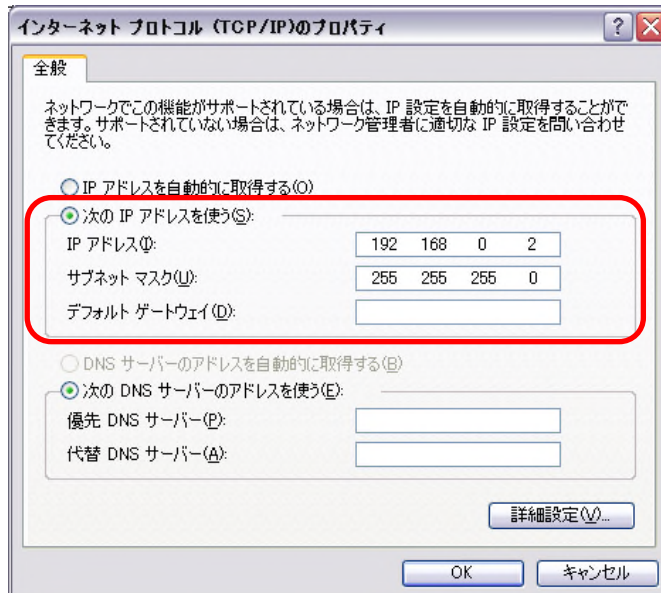 インターネット プロトコル (TCP/IP)のプロパティ
全般
ネットワークでこの機能がサポートされている場合は、IP 設定を自動的に取得することがで
きます。サポートされていない場合は、ネットワーク管理者に適切な IP 設定を問い合わせ
てください。
IP アドレスを自動的に取得する(O)
次の IP アドレスを使う(S):
IP アドレス(I): 192 168 0 2
サブネット マスク(U): 255 255 255 0
デフォルト ゲートウェイ(D):
DNS サーバーのアドレスを自動的に取得する(B)
次の DNS サーバーのアドレスを使う(E):
優先 DNS サーバー(P):
代替 DNS サーバー(A):
詳細設定(V)...
OK キャンセル